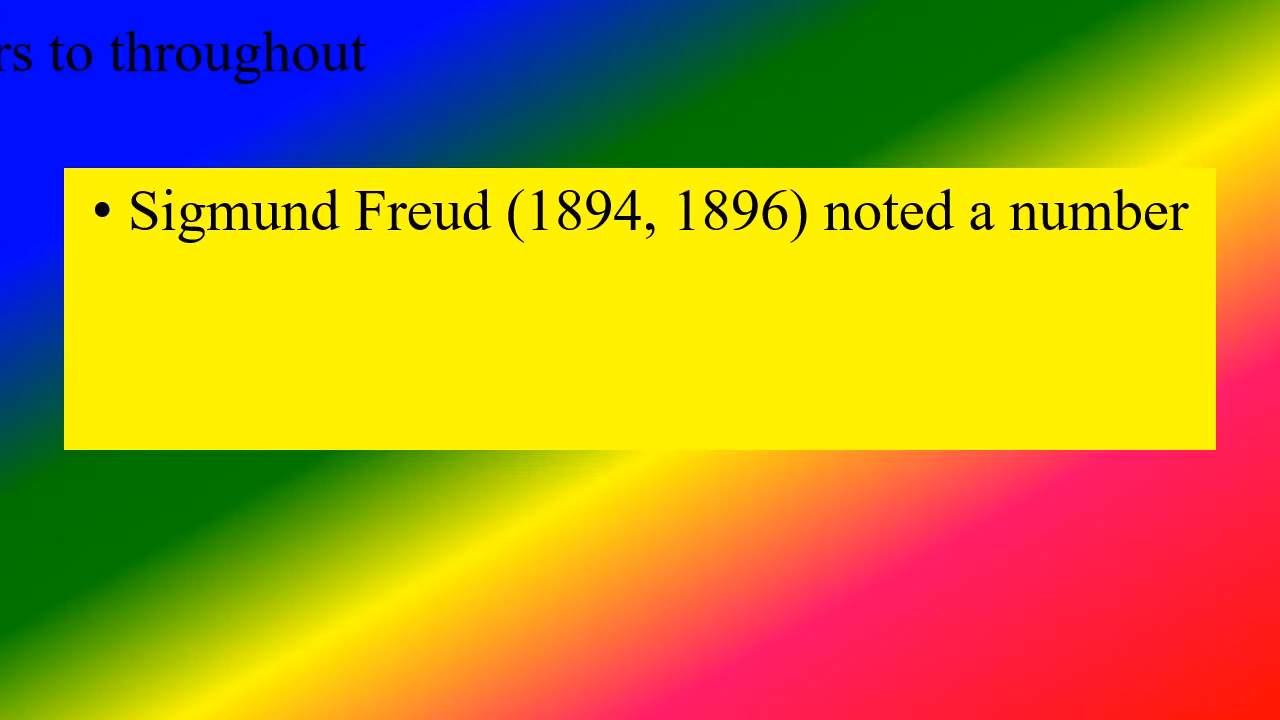 rs to throughout
• Sigmund Freud (1894, 1896) noted a number